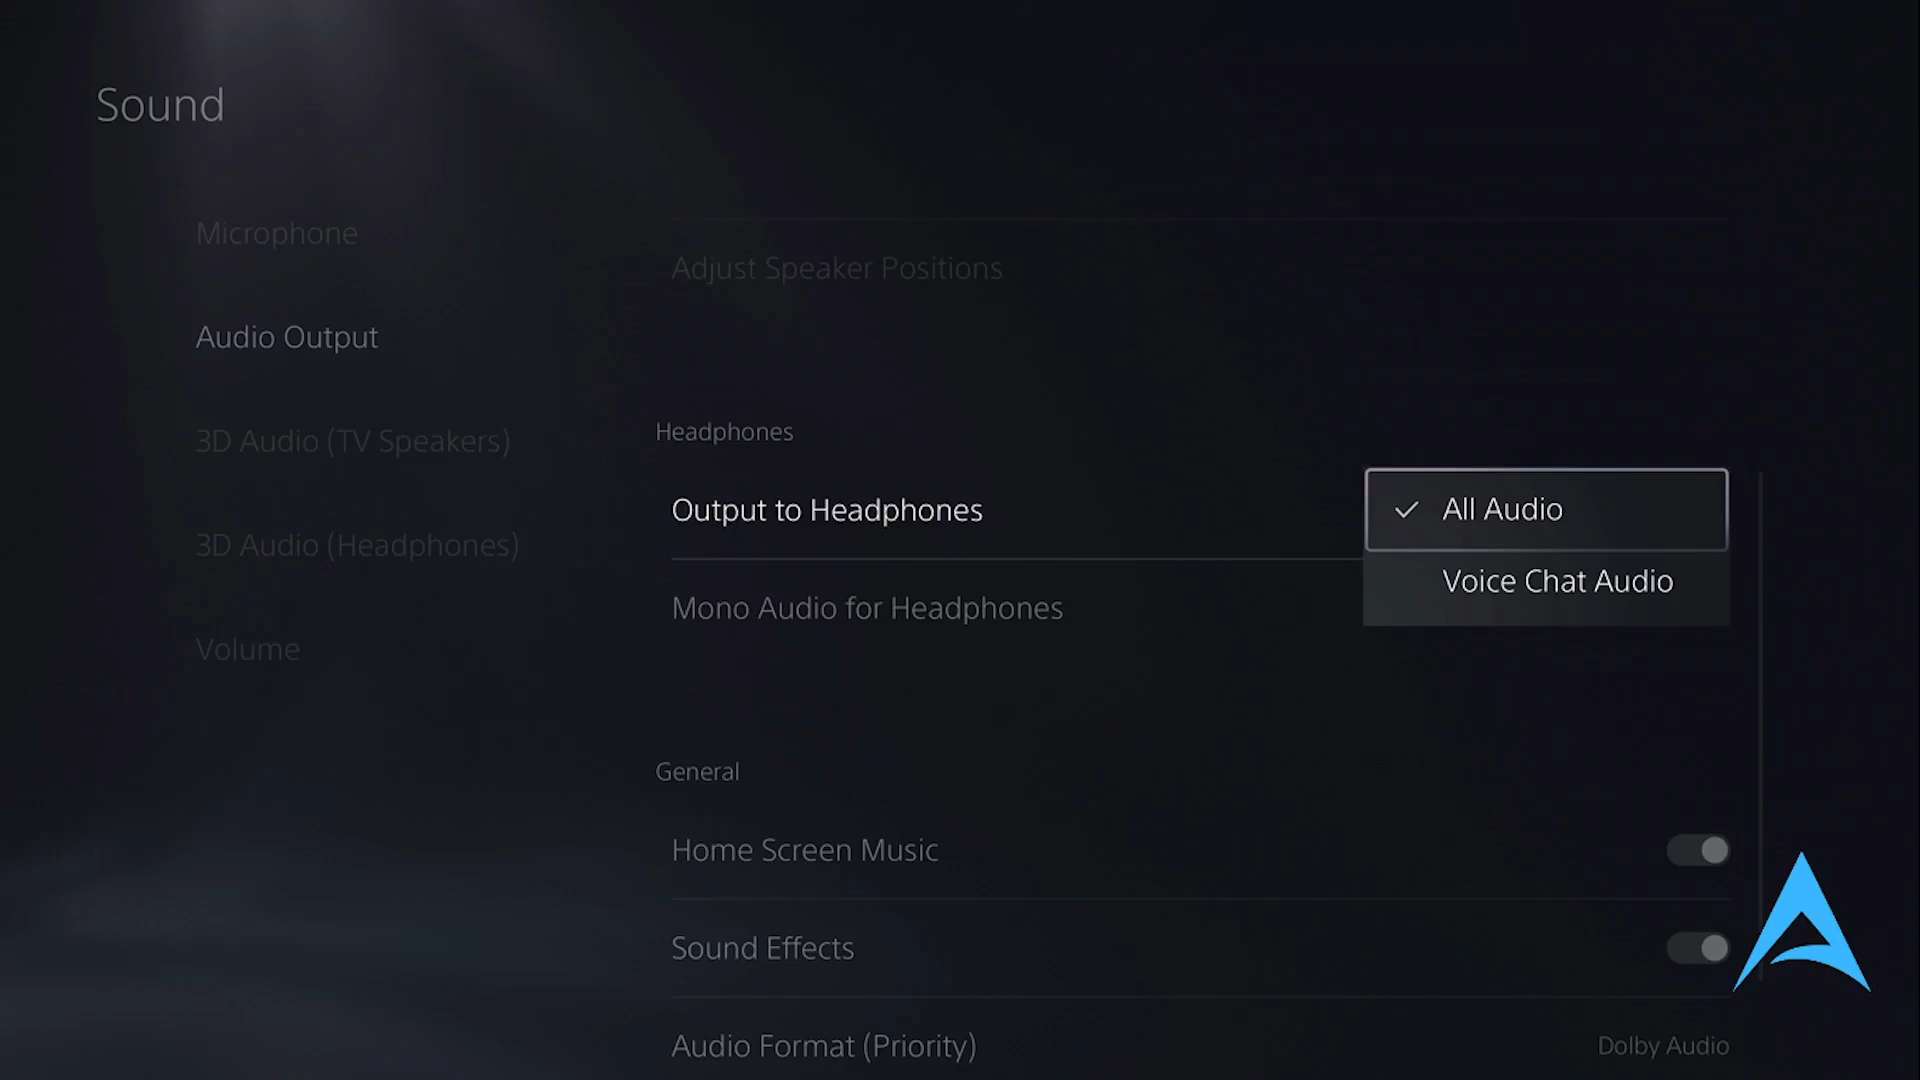 Sound
Microphone
Audio Output
3D Audio (TV Speakers)
3D Audio (Headphones)
Volume
Adjust Speaker Positions
Headphones
Output to Headphones
All Audio
Voice Chat Audio
Mono Audio for Headphones
General
Home Screen Music
Sound Effects
Audio Format (Priority)
Dolby Audio